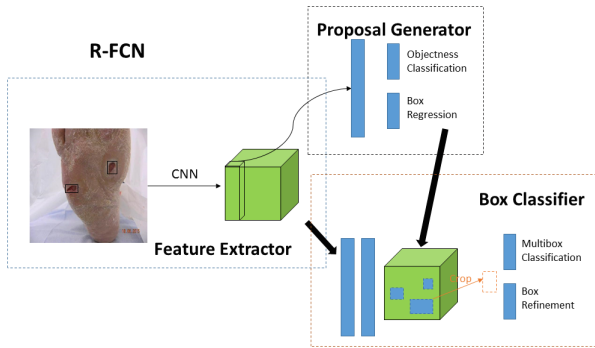 R-FCN
Proposal Generator
Objectness
Classification
Box
Regression
CNN
Feature Extractor
Box Classifier
Crop
Multibox
Classification
Box
Refinement